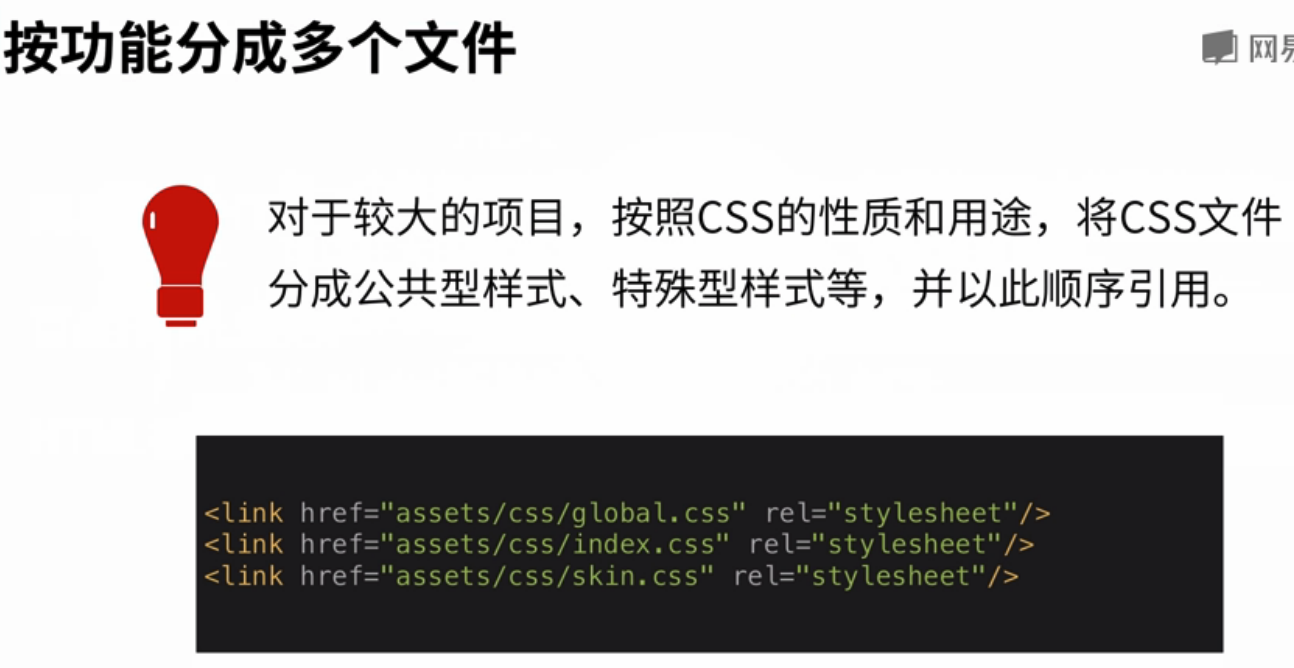 按功能分成多个文件
网易
对于较大的项目，按照CSS的性质和用途，将CSS文件
分成公共型样式、特殊型样式等，并以此顺序引用。
<link href="assets/css/global.css" rel="stylesheet"/>
<link href="assets/css/index.css" rel="stylesheet"/>
<link href="assets/css/skin.css" rel="stylesheet"/>